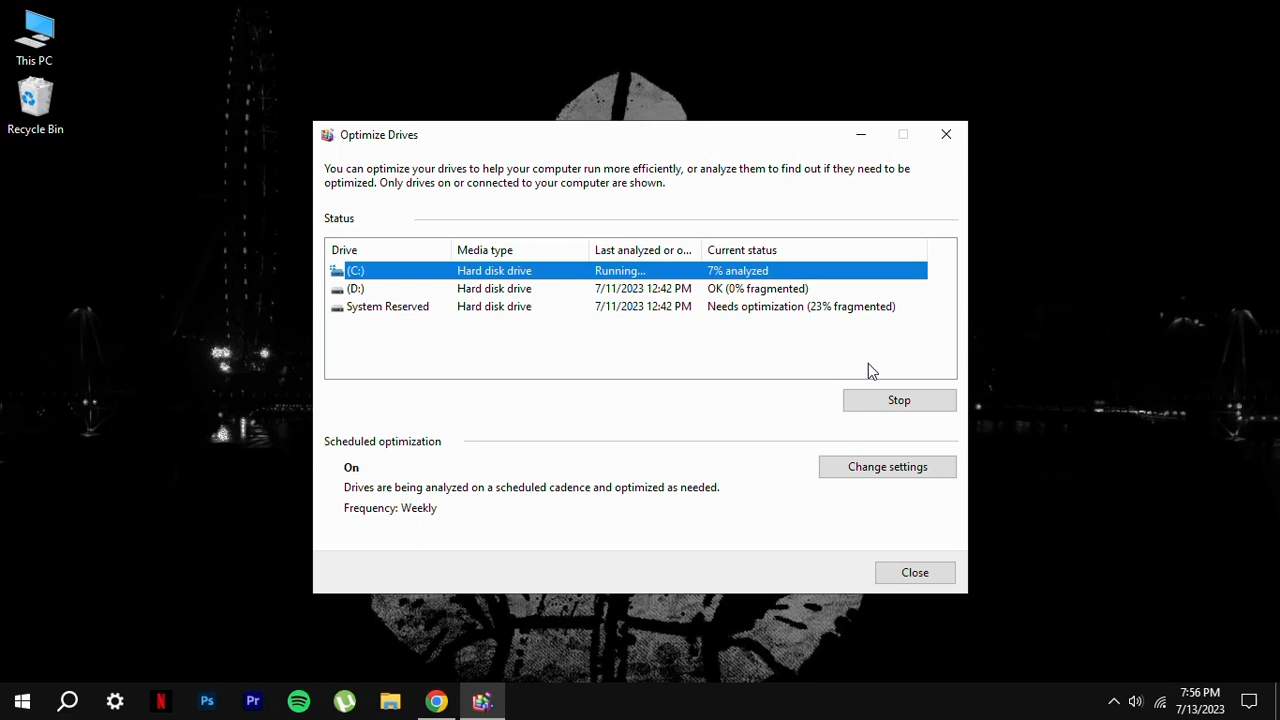 This PC
Recycle Bin
Optimize Drives
You can optimize your drives to help your computer run more efficiently, or analyze them to find out if they need to be
optimized. Only drives on or connected to your computer are shown.
Status
Drive Media type Last analyzed or o... Current status
(C:) Hard disk drive Running... 7% analyzed
(D:) Hard disk drive 7/11/2023 12:42 PM OK (0% fragmented)
System Reserved Hard disk drive 7/11/2023 12:42 PM Needs optimization (23% fragmented)
Stop
Scheduled optimization
On
Change settings
Drives are being analyzed on a scheduled cadence and optimized as needed.
Frequency: Weekly
Close
N Ps Pr
7:56 PM
7/13/2023